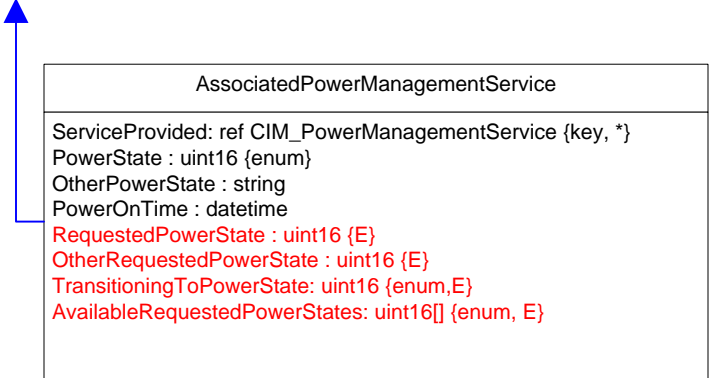 AssociatedPowerManagementService
ServiceProvided: ref CIM_PowerManagementService {key, *}
PowerState : uint16 {enum}
OtherPowerState : string
PowerOnTime : datetime
RequestedPowerState : uint16 {E}
OtherRequestedPowerState : uint16 {E}
TransitioningToPowerState: uint16 {enum,E}
AvailableRequestedPowerStates: uint16[] {enum, E}